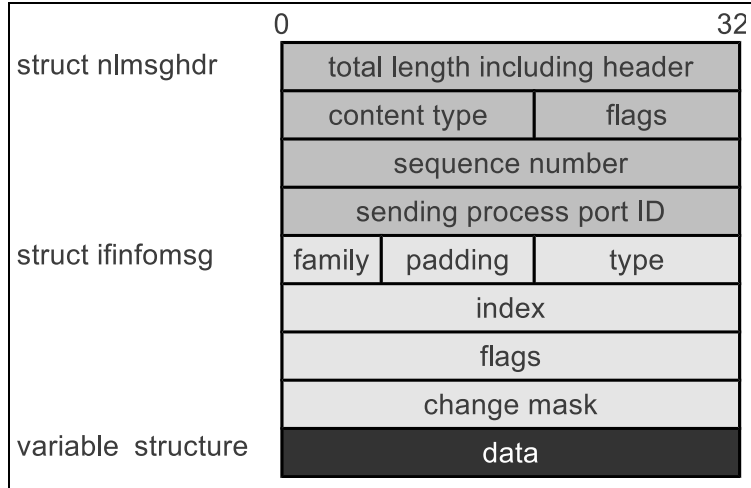 0 32
struct nlmsghdr total length including header
content type flags
sequence number
sending process port ID
struct ifinfomsg family padding type
index
flags
change mask
variable structure data